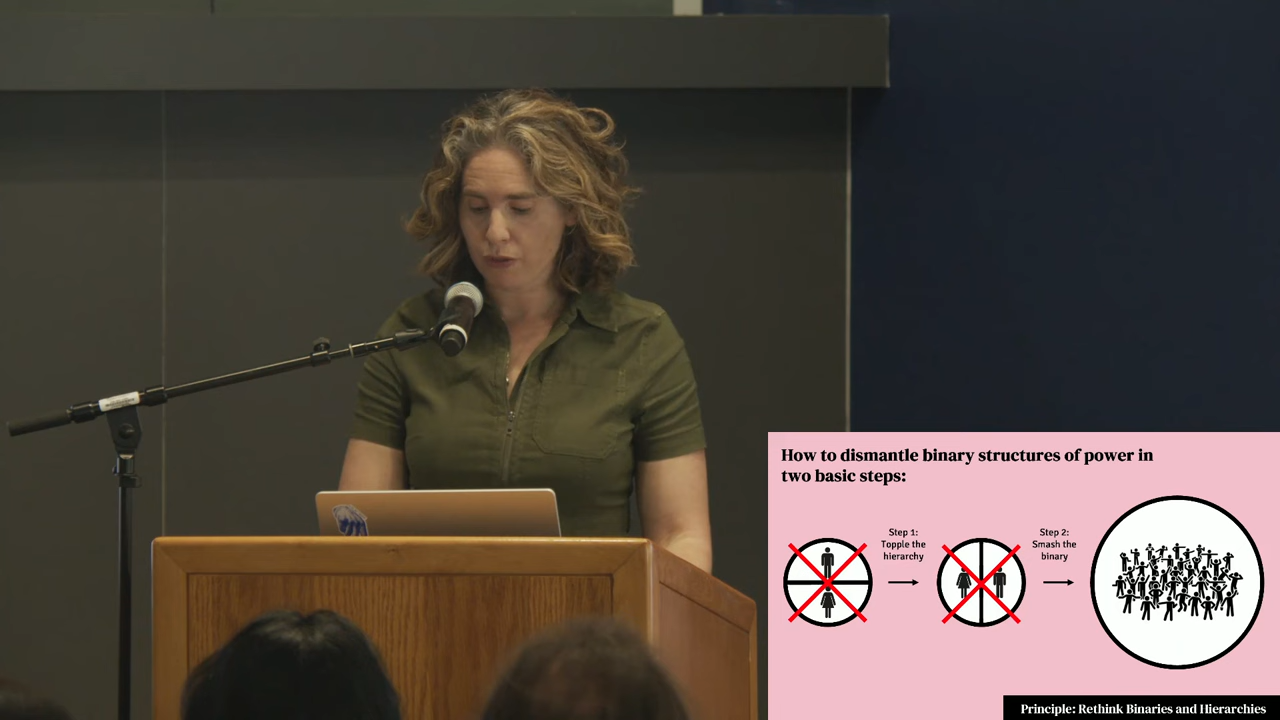 How to dismantle binary structures of power in
two basic steps:
Step 1:
Topple the
hierarchy
Step 2:
Smash the
binary
Principle: Rethink Binaries and Hierarchies